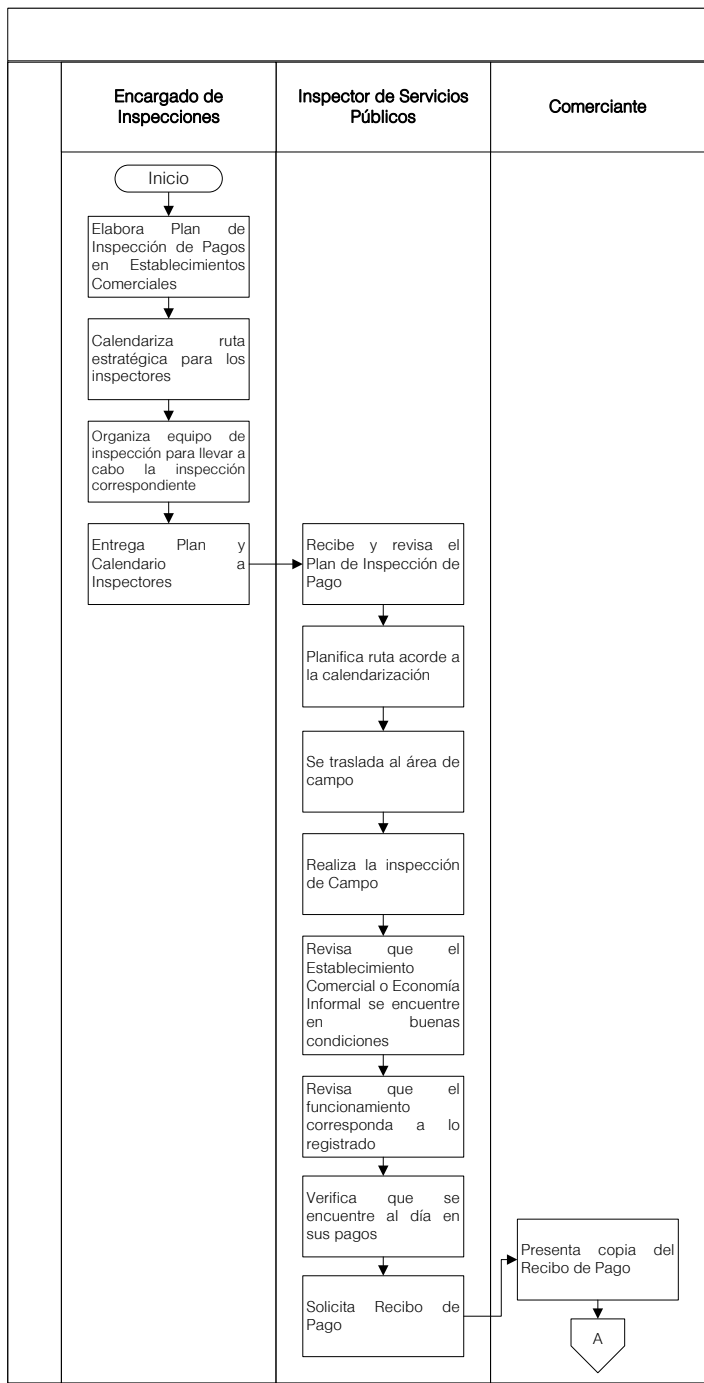 Encargado de
Inspecciones
Inspector de Servicios
Públicos
Comerciante
Inicio
Elabora Plan de
Inspección de Pagos
en Establecimientos
Comerciales
Calendariza ruta
estratégica para los
inspectores
Organiza equipo de
inspección para llevar a
cabo la inspección
correspondiente
Entrega Plan y
Calendario a
Inspectores
Recibe y revisa el
Plan de Inspección de
Pago
Planifica ruta acorde a
la calendarización
Se traslada al área de
campo
Realiza la inspección
de Campo
Revisa que el
Establecimiento
Comercial o Economía
Informal se encuentre
en buenas
condiciones
Revisa que el
funcionamiento
corresponda a lo
registrado
Verifica que se
encuentre al día en
sus pagos
Solicita Recibo de
Pago
Presenta copia del
Recibo de Pago
A